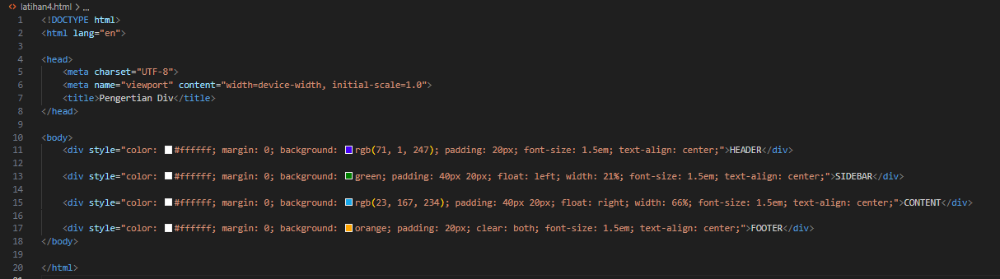 latihan4.html > ...
1 <!DOCTYPE html>
2 <html lang="en">
3
4 <head>
5 <meta charset="UTF-8">
6 <meta name="viewport" content="width=device-width, initial-scale=1.0">
7 <title>Pengertian Div</title>
8 </head>
9
10 <body>
11 <div style="color: #ffffff; margin: 0; background: rgb(71, 1, 247); padding: 20px; font-size: 1.5em; text-align: center;">HEADER</div>
12
13 <div style="color: #ffffff; margin: 0; background: green; padding: 40px 20px; float: left; width: 21%; font-size: 1.5em; text-align: center;">SIDEBAR</div>
14
15 <div style="color: #ffffff; margin: 0; background: rgb(23, 167, 234); padding: 40px 20px; float: right; width: 66%; font-size: 1.5em; text-align: center;">CONTENT</div>
16
17 <div style="color: #ffffff; margin: 0; background: orange; padding: 20px; clear: both; font-size: 1.5em; text-align: center;">FOOTER</div>
18 </body>
19
20 </html>
21